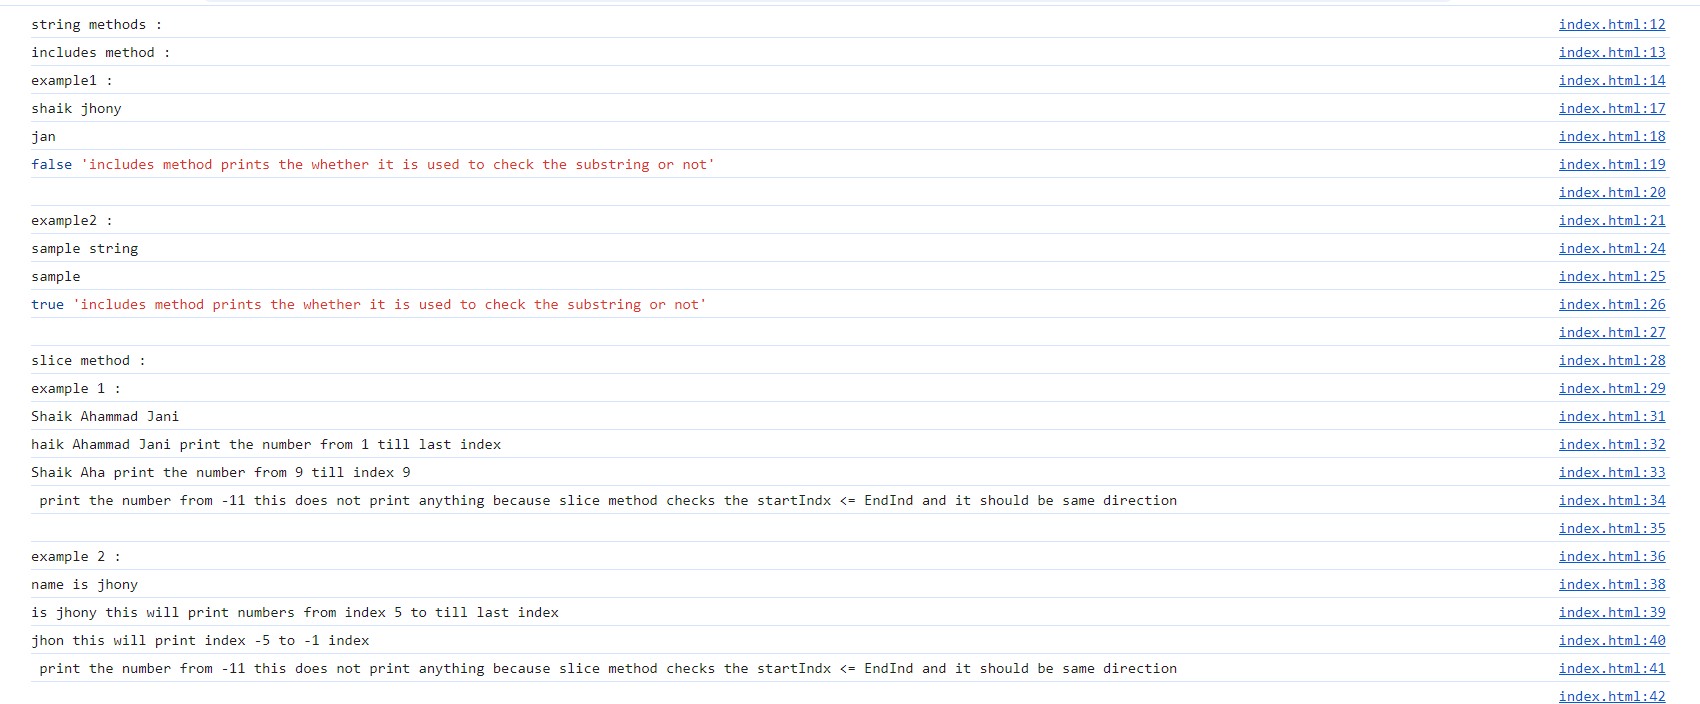 string methods : index.html:12
includes method : index.html:13
example1 : index.html:14
shaik jhony index.html:17
jan index.html:18
false 'includes method prints the whether it is used to check the substring or not' index.html:19
index.html:20
example2 : index.html:21
sample string index.html:24
sample index.html:25
true 'includes method prints the whether it is used to check the substring or not' index.html:26
index.html:27
slice method : index.html:28
example 1 : index.html:29
Shaik Ahammad Jani index.html:31
haik Ahammad Jani print the number from 1 till last index index.html:32
Shaik Aha print the number from 9 till index 9 index.html:33
print the number from -11 this does not print anything because slice method checks the startIndx <= EndInd and it should be same direction index.html:34
index.html:35
example 2 : index.html:36
name is jhony index.html:38
is jhony this will print numbers from index 5 to till last index index.html:39
jhon this will print index -5 to -1 index index.html:40
print the number from -11 this does not print anything because slice method checks the startIndx <= EndInd and it should be same direction index.html:41
index.html:42